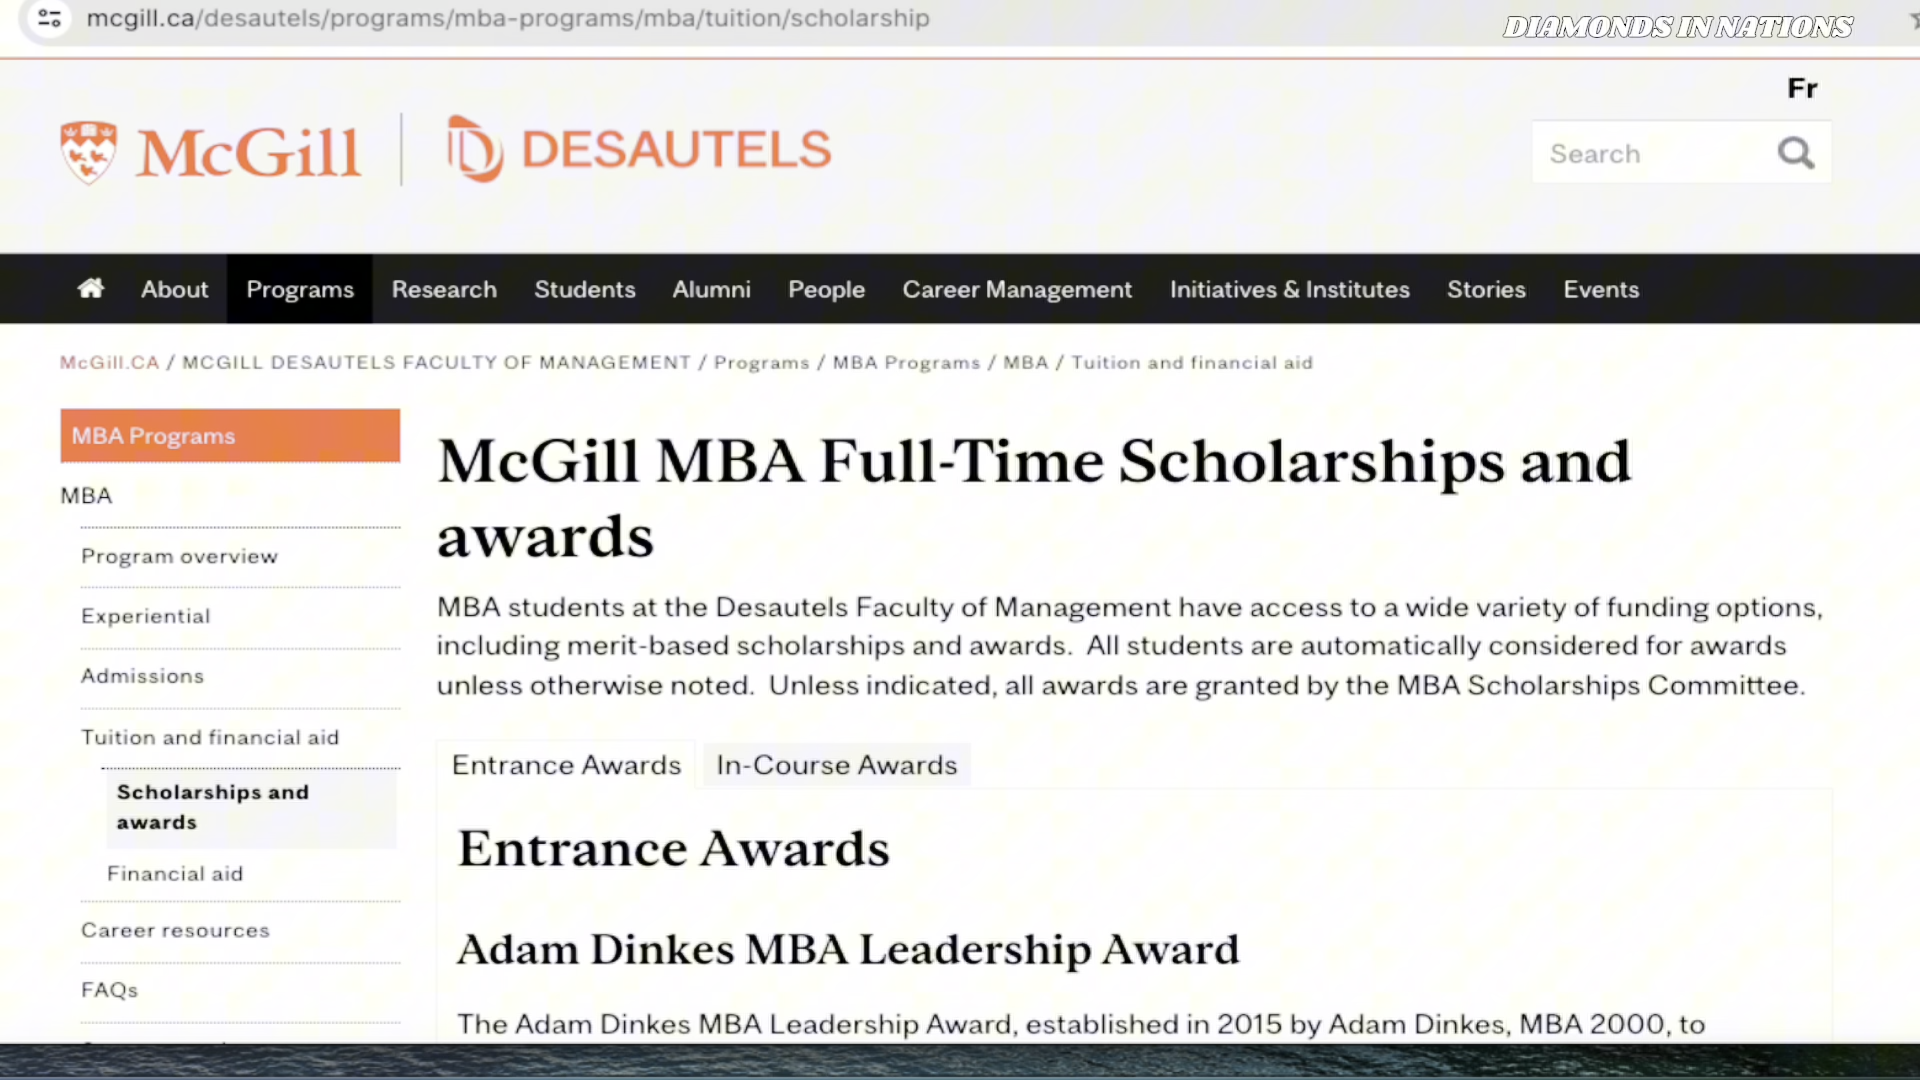 mcgill.ca/desautels/programs/mba-programs/mba/tuition/scholarship
DIAMONDS IN NATIONS
Fr
McGill
DESAUTELS
Search
About Programs Research Students Alumni People Career Management Initiatives & Institutes Stories Events
McGill.CA / MCGILL DESAUTELS FACULTY OF MANAGEMENT / Programs / MBA Programs / MBA / Tuition and financial aid
MBA Programs
MBA
Program overview
Experiential
Admissions
Tuition and financial aid
Scholarships and
awards
Financial aid
Career resources
FAQs
McGill MBA Full-Time Scholarships and
awards
MBA students at the Desautels Faculty of Management have access to a wide variety of funding options,
including merit-based scholarships and awards. All students are automatically considered for awards
unless otherwise noted. Unless indicated, all awards are granted by the MBA Scholarships Committee.
Entrance Awards In-Course Awards
Entrance Awards
Adam Dinkes MBA Leadership Award
The Adam Dinkes MBA Leadership Award, established in 2015 by Adam Dinkes, MBA 2000, to